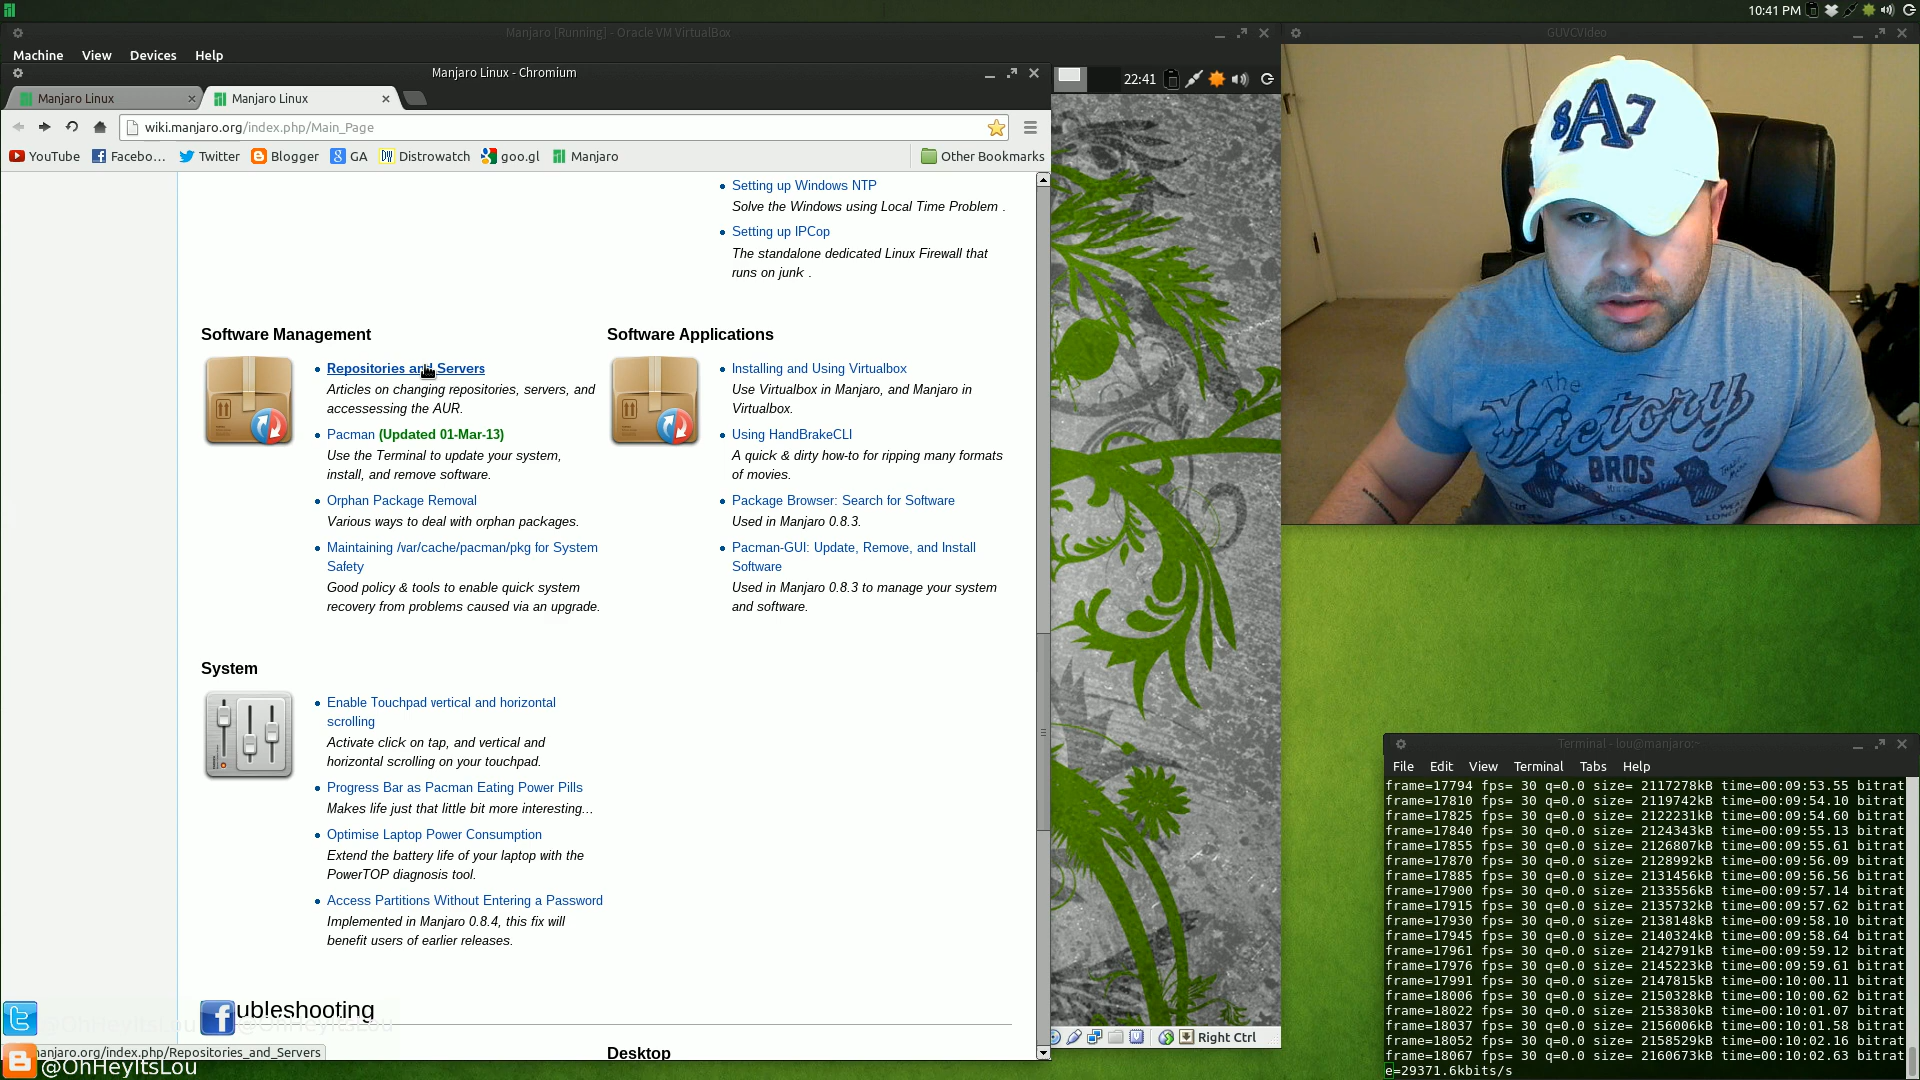 10:41 PM
Manjaro [Running] - Oracle VM VirtualBox
Machine View Devices Help
Manjaro Linux - Chromium
Manjaro Linux
Manjaro Linux
wiki.manjaro.org/index.php/Main_Page
YouTube Facebo... Twitter Blogger GA Distrowatch goo.gl Manjaro Other Bookmarks
22:41
Setting up Windows NTP
Solve the Windows using Local Time Problem .
Setting up IPCop
The standalone dedicated Linux Firewall that
runs on junk .
Software Management
Repositories and Servers
Articles on changing repositories, servers, and
accessessing the AUR.
Pacman (Updated 01-Mar-13)
Use the Terminal to update your system,
install, and remove software.
Orphan Package Removal
Various ways to deal with orphan packages.
Maintaining /var/cache/pacman/pkg for System
Safety
Good policy & tools to enable quick system
recovery from problems caused via an upgrade.
Software Applications
Installing and Using Virtualbox
Use Virtualbox in Manjaro, and Manjaro in
Virtualbox.
Using HandBrakeCLI
A quick & dirty how-to for ripping many formats
of movies.
Package Browser: Search for Software
Used in Manjaro 0.8.3.
Pacman-GUI: Update, Remove, and Install
Software
Used in Manjaro 0.8.3 to manage your system
and software.
System
Enable Touchpad vertical and horizontal
scrolling
Activate click on tap, and vertical and
horizontal scrolling on your touchpad.
Progress Bar as Pacman Eating Power Pills
Makes life just that little bit more interesting...
Optimise Laptop Power Consumption
Extend the battery life of your laptop with the
PowerTOP diagnosis tool.
Access Partitions Without Entering a Password
Implemented in Manjaro 0.8.4, this fix will
benefit users of earlier releases.
ubleshooting
Desktop
@OhHeyItsLou
@OhHeyItsLou
manjaro.org/index.php/Repositories_and_Servers
@OhHeyItsLou
Right Ctrl
GUVCVideo
8 A 7
The
Victory
BROS
Terminal - lou@manjaro:~
File Edit View Terminal Tabs Help
frame=17794 fps= 30 q=0.0 size= 2117278kB time=00:09:53.55 bitrat
frame=17810 fps= 30 q=0.0 size= 2119742kB time=00:09:54.10 bitrat
frame=17825 fps= 30 q=0.0 size= 2122231kB time=00:09:54.60 bitrat
frame=17840 fps= 30 q=0.0 size= 2124343kB time=00:09:55.13 bitrat
frame=17855 fps= 30 q=0.0 size= 2126807kB time=00:09:55.61 bitrat
frame=17870 fps= 30 q=0.0 size= 2128992kB time=00:09:56.09 bitrat
frame=17885 fps= 30 q=0.0 size= 2131456kB time=00:09:56.56 bitrat
frame=17900 fps= 30 q=0.0 size= 2133556kB time=00:09:57.14 bitrat
frame=17915 fps= 30 q=0.0 size= 2135732kB time=00:09:57.62 bitrat
frame=17930 fps= 30 q=0.0 size= 2138148kB time=00:09:58.10 bitrat
frame=17945 fps= 30 q=0.0 size= 2140324kB time=00:09:58.64 bitrat
frame=17961 fps= 30 q=0.0 size= 2142791kB time=00:09:59.12 bitrat
frame=17976 fps= 30 q=0.0 size= 2145223kB time=00:09:59.61 bitrat
frame=17991 fps= 30 q=0.0 size= 2147815kB time=00:10:00.11 bitrat
frame=18006 fps= 30 q=0.0 size= 2150328kB time=00:10:00.62 bitrat
frame=18022 fps= 30 q=0.0 size= 2153830kB time=00:10:01.07 bitrat
frame=18037 fps= 30 q=0.0 size= 2156006kB time=00:10:01.58 bitrat
frame=18052 fps= 30 q=0.0 size= 2158529kB time=00:10:02.16 bitrat
frame=18067 fps= 30 q=0.0 size= 2160673kB time=00:10:02.63 bitrat
e=29371.6kbits/s